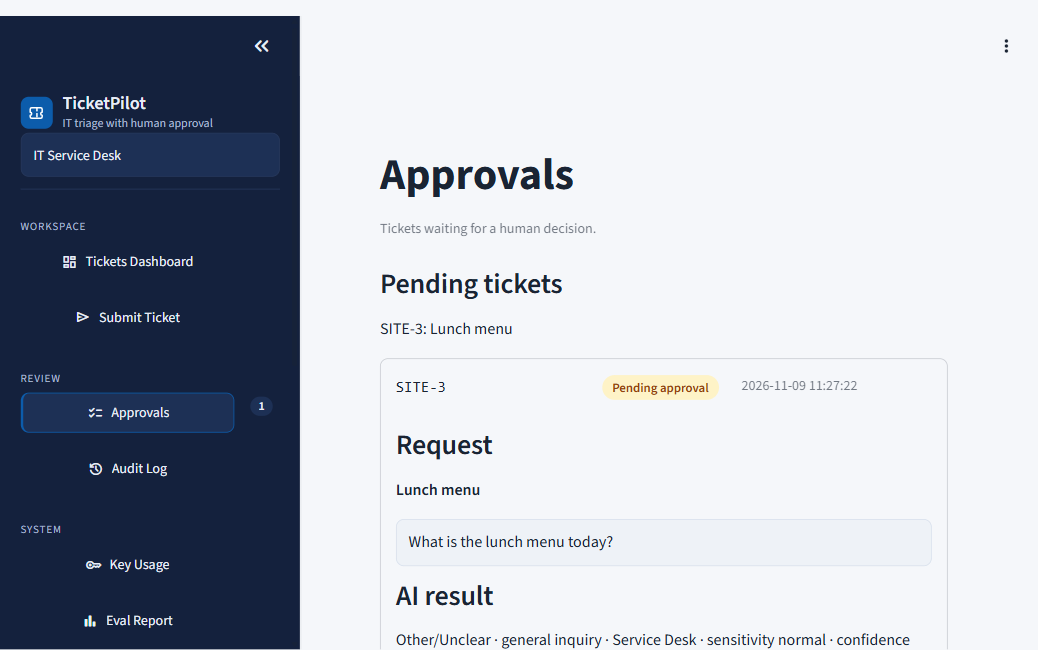 TicketPilot
IT triage with human approval
IT Service Desk
WORKSPACE
Tickets Dashboard
Submit Ticket
REVIEW
Approvals
1
Audit Log
SYSTEM
Key Usage
Eval Report
Approvals
Tickets waiting for a human decision.
Pending tickets
SITE-3: Lunch menu
SITE-3
Pending approval
2026-11-09 11:27:22
Request
Lunch menu
What is the lunch menu today?
AI result
Other/Unclear · general inquiry · Service Desk · sensitivity normal · confidence